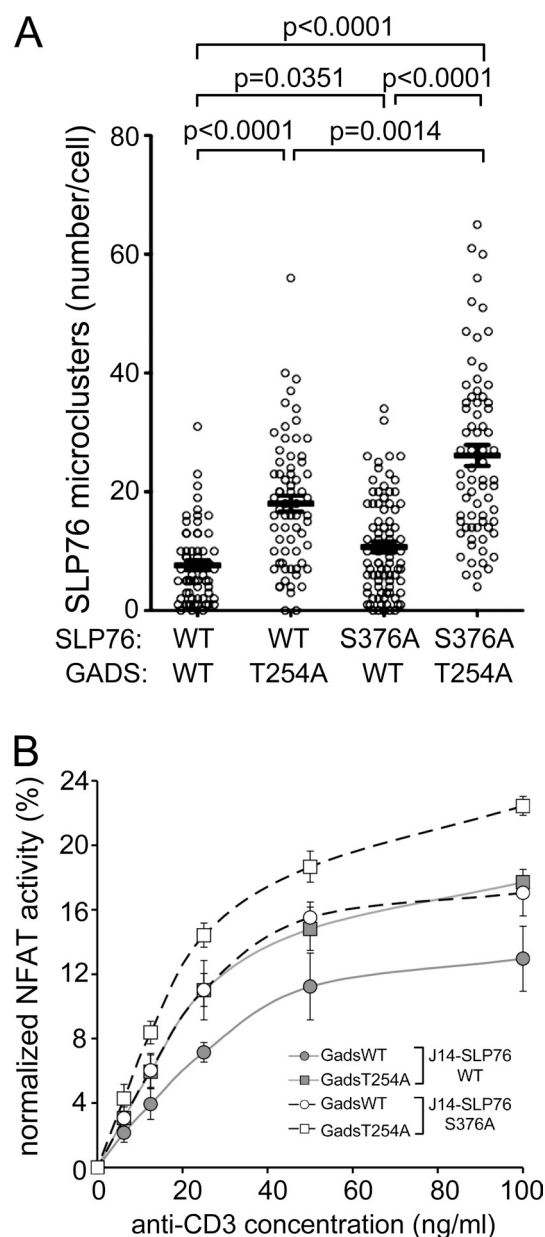 A
p<0.0001
p=0.0351 p<0.0001
p<0.0001 p=0.0014
SLP76 microclusters (number/cell)
80
60
40
20
0
SLP76: WT WT S376A S376A
GADS: WT T254A WT T254A
B
normalized NFAT activity (%)
24
20
16
12
8
4
0
GadsWT
GadsT254A
J14-SLP76
WT
GadsWT
GadsT254A
J14-SLP76
S376A
0 20 40 60 80 100
anti-CD3 concentration (ng/ml)